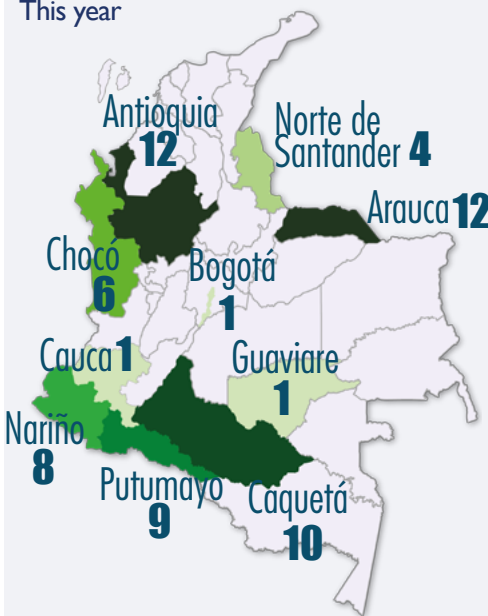 This year
Antioquia
12
Norte de
Santander 4
Arauca 12
Chocó
6
Bogotá
1
Cauca 1
Guaviare
1
Nariño
8
Putumayo
9
Caquetá
10